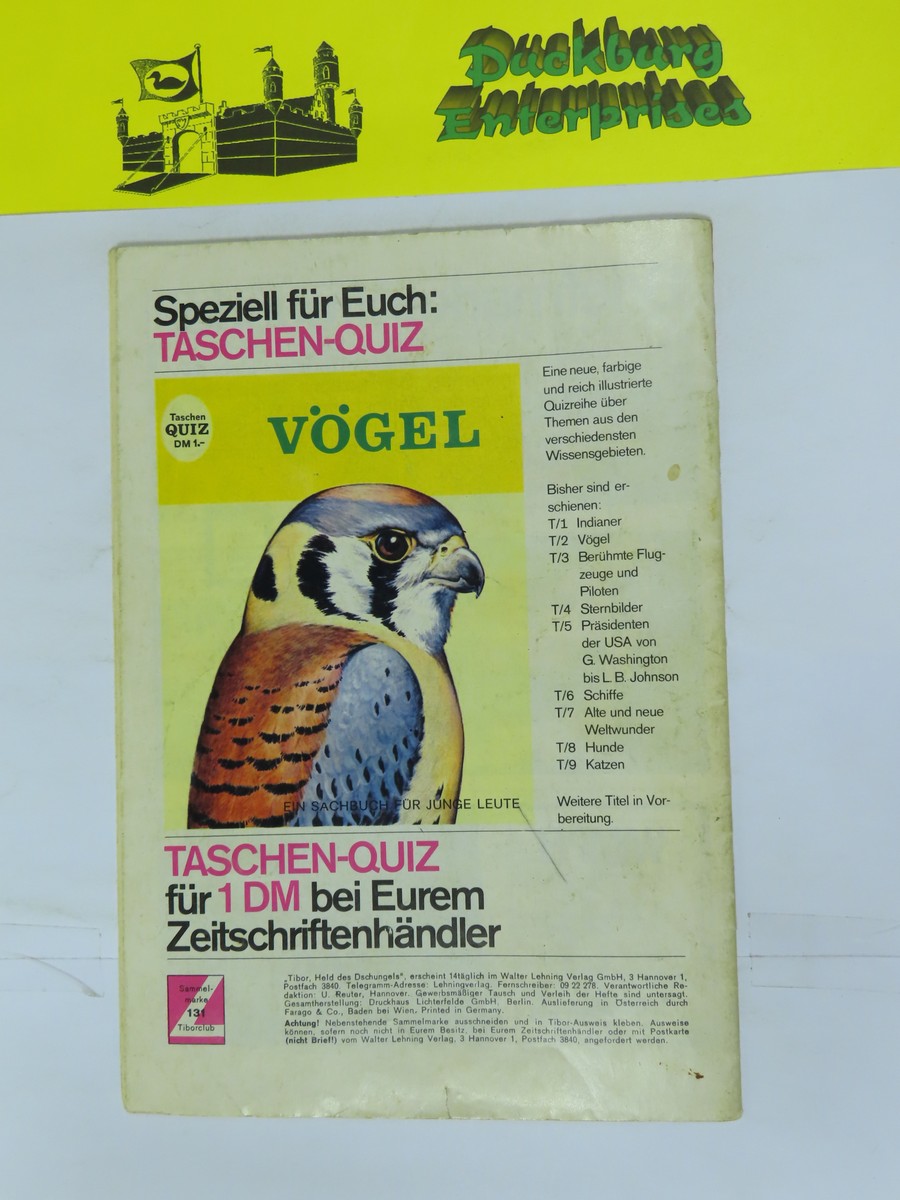 Duckburg
Enterprises
Speziell für Euch:
TASCHEN-QUIZ
Taschen
QUIZ
DM 1.–
VÖGEL
EIN SACHBUCH FÜR JUNGE LEUTE
Eine neue, farbige
und reich illustrierte
Quizreihe über
Themen aus den
verschiedensten
Wissensgebieten.
Bisher sind er-
schienen:
T/1 Indianer
T/2 Vögel
T/3 Berühmte Flug-
zeuge und
Piloten
T/4 Sternbilder
T/5 Präsidenten
der USA von
G. Washington
bis L. B. Johnson
T/6 Schiffe
T/7 Alte und neue
Weltwunder
T/8 Hunde
T/9 Katzen
Weitere Titel in Vor-
bereitung.
TASCHEN-QUIZ
für 1 DM bei Eurem
Zeitschriftenhändler
Sammel-
marke
131
Tiborclub
„Tibor, Held des Dschungels", erscheint 14täglich im Walter Lehning Verlag GmbH, 3 Hannover 1,
Postfach 3840. Telegramm-Adresse: Lehningverlag. Fernschreiber: 09 22 278. Verantwortliche Re-
daktion: U. Reuter, Hannover. Gewerbsmäßiger Tausch und Verleih der Hefte sind untersagt.
Gesamtherstellung: Druckhaus Lichterfelde GmbH, Berlin. Auslieferung in Österreich durch
Farago & Co., Baden bei Wien. Printed in Germany.
Achtung! Nebenstehende Sammelmarke ausschneiden und in Tibor-Ausweis kleben. Ausweise
können, sofern noch nicht in Eurem Besitz, bei Eurem Zeitschriftenhändler oder mit Postkarte
(nicht Brief!) vom Walter Lehning Verlag, 3 Hannover 1, Postfach 3840, angefordert werden.